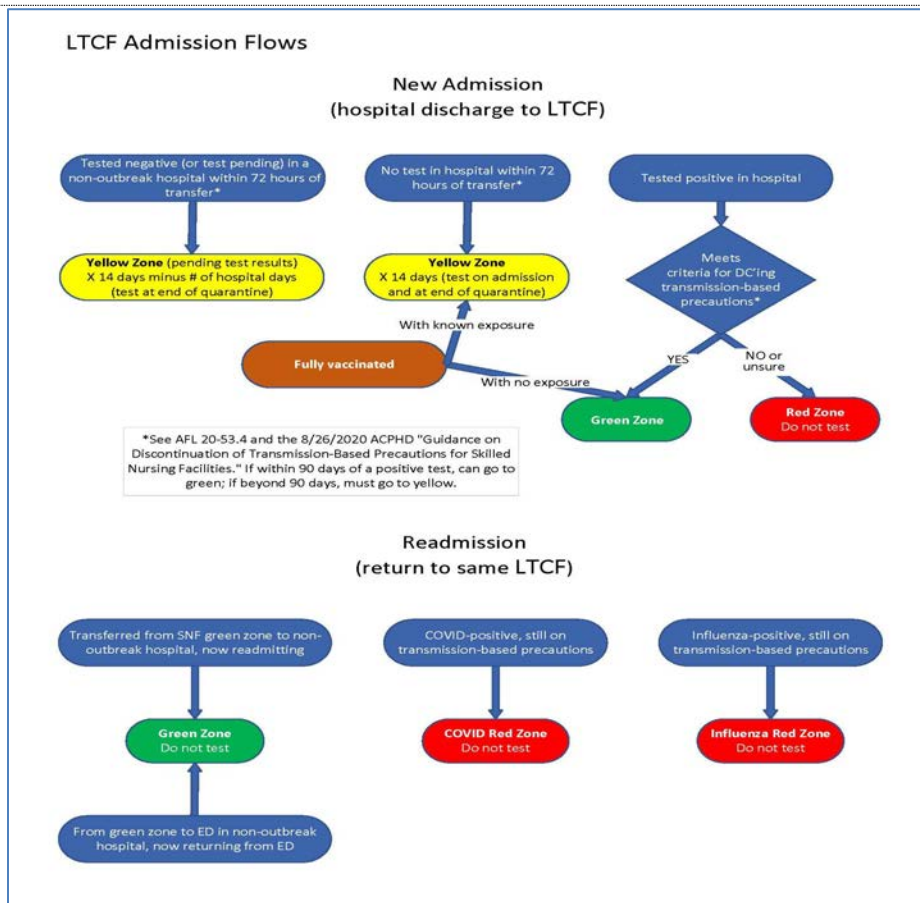 LTCF Admission Flows
New Admission
(hospital discharge to LTCF)
Tested negative (or test pending) in a
non-outbreak hospital within 72 hours of
transfer*
No test in hospital within 72
hours of transfer*
Tested positive in hospital
Yellow Zone (pending test results)
X 14 days minus # of hospital days
(test at end of quarantine)
Yellow Zone
X 14 days (test on admission
and at end of quarantine)
Meets
criteria for DC'ing
transmission-based
precautions*
With known exposure
Fully vaccinated
With no exposure
YES
NO or
unsure
Green Zone
Red Zone
Do not test
*See AFL 20-53.4 and the 8/26/2020 ACPHD "Guidance on
Discontinuation of Transmission-Based Precautions for Skilled
Nursing Facilities." If within 90 days of a positive test, can go to
green; if beyond 90 days, must go to yellow.
Readmission
(return to same LTCF)
Transferred from SNF green zone to non-
outbreak hospital, now readmitting
COVID-positive, still on
transmission-based precautions
Influenza-positive, still on
transmission-based precautions
Green Zone
Do not test
COVID Red Zone
Do not test
Influenza Red Zone
Do not test
From green zone to ED in non-outbreak
hospital, now returning from ED